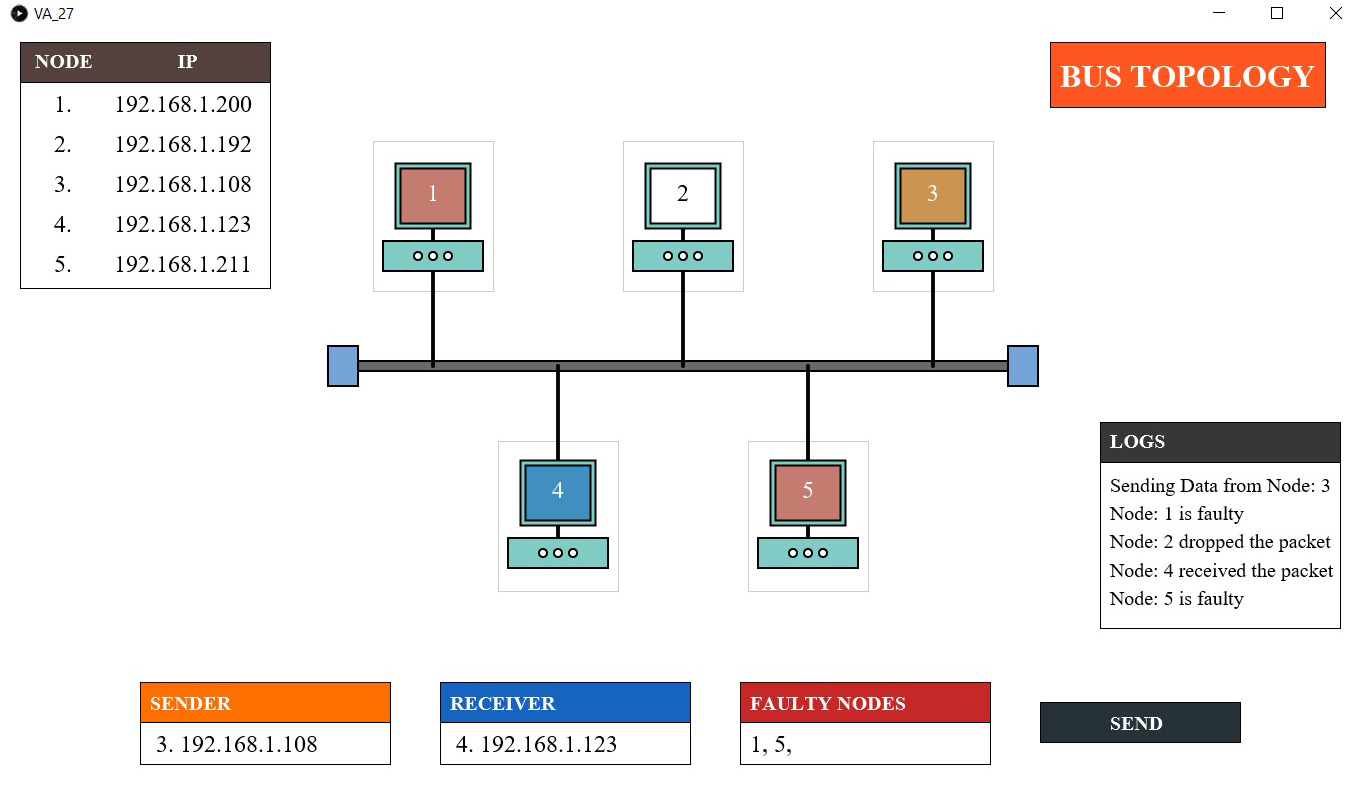 VA_27
NODE IP
1. 192.168.1.200
2. 192.168.1.192
3. 192.168.1.108
4. 192.168.1.123
5. 192.168.1.211
BUS TOPOLOGY
1
2
3
4
5
LOGS
Sending Data from Node: 3
Node: 1 is faulty
Node: 2 dropped the packet
Node: 4 received the packet
Node: 5 is faulty
SENDER
3. 192.168.1.108
RECEIVER
4. 192.168.1.123
FAULTY NODES
1, 5,
SEND